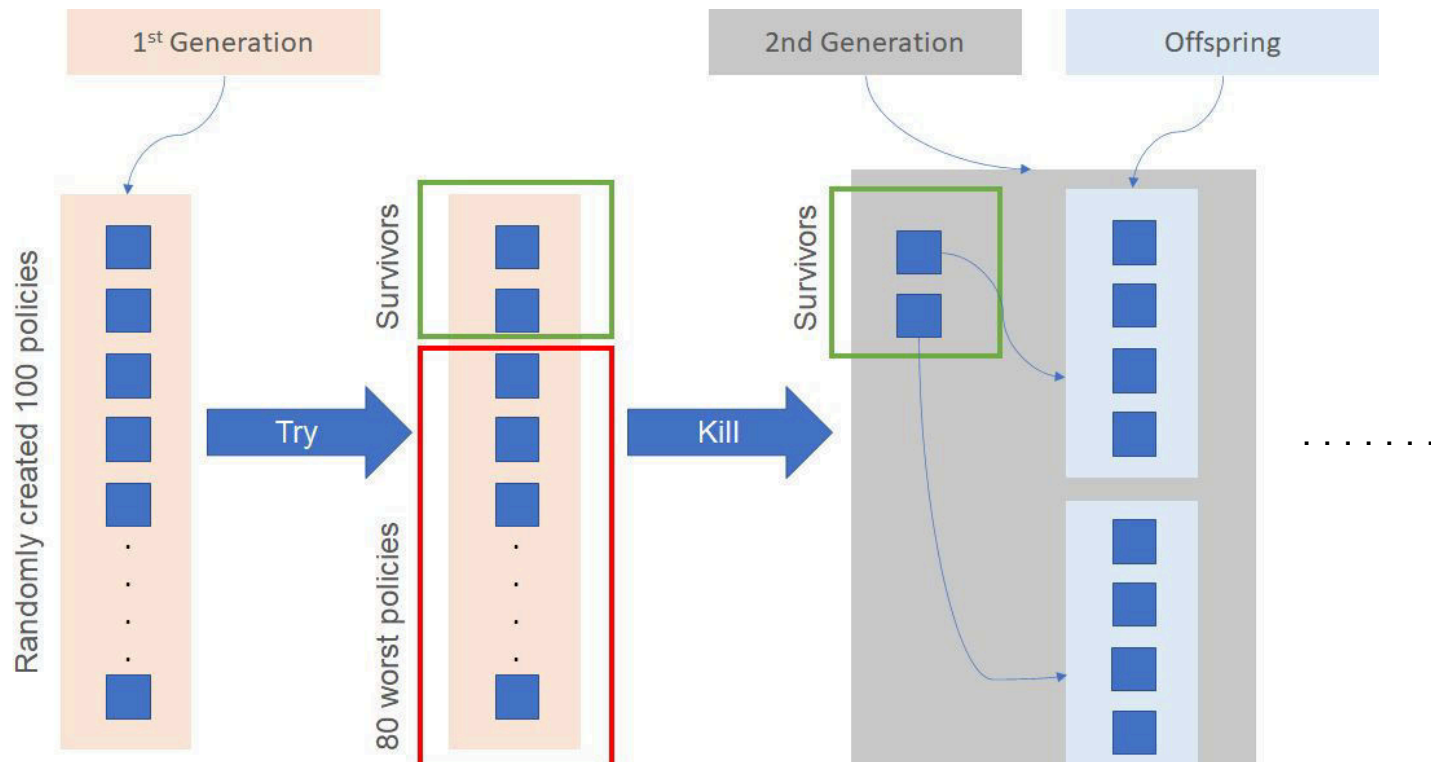 1st Generation
2nd Generation
Offspring
Randomly created 100 policies
Try
Survivors
80 worst policies
Kill
Survivors
. . . . . . .